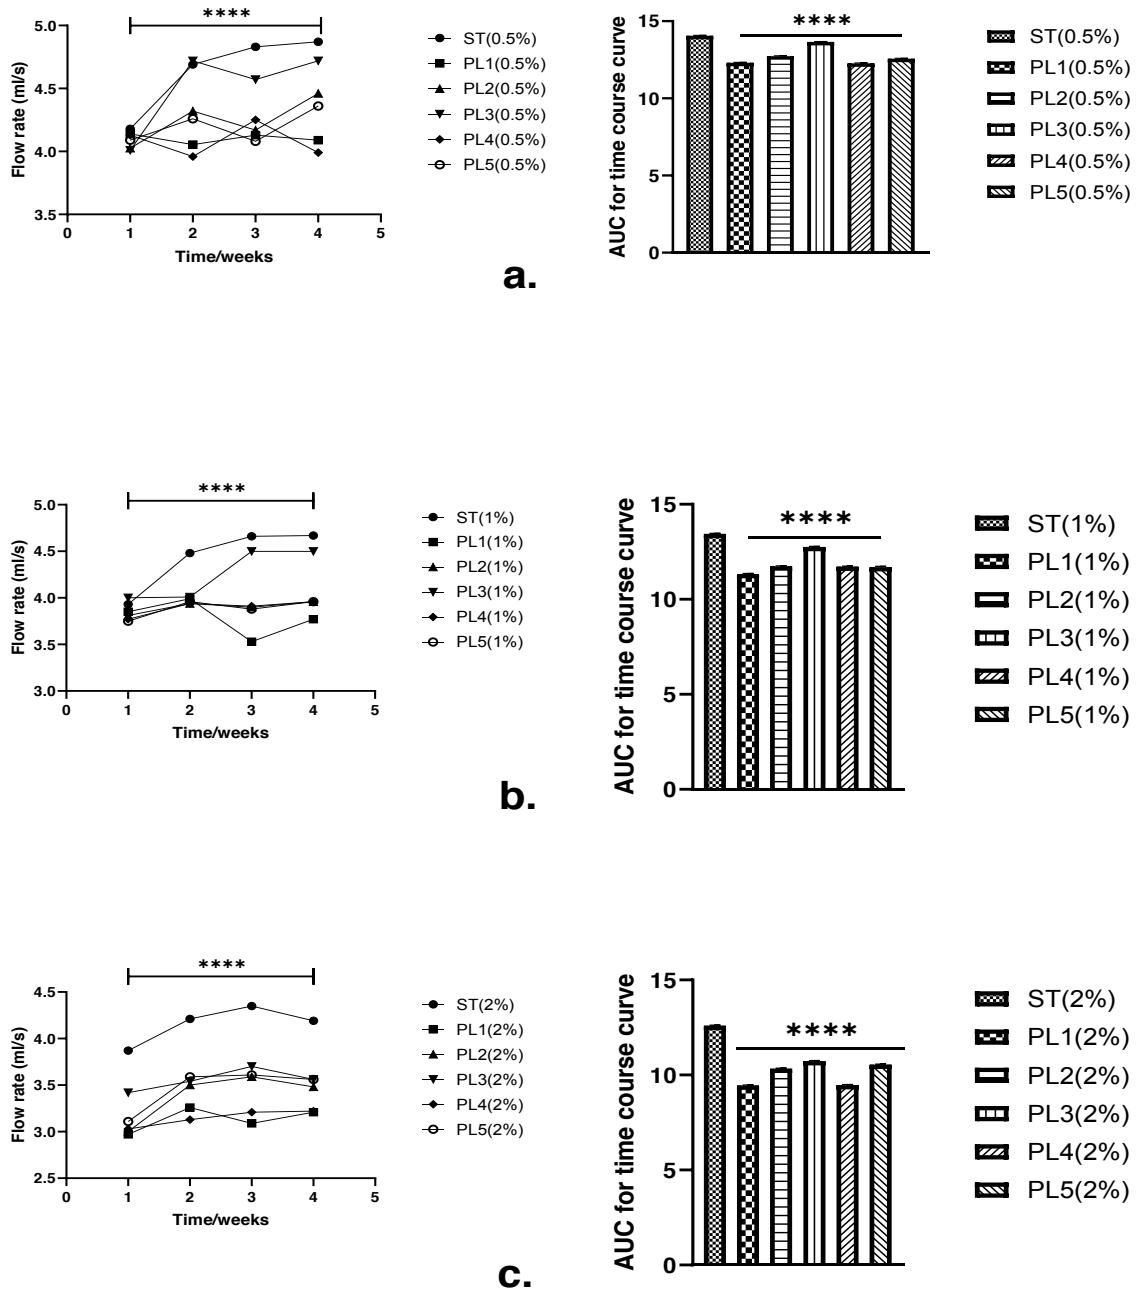 ****
5.0
4.5
4.0
3.5
0 1 2 3 4 5
Flow rate (ml/s)
Time/weeks
ST(0.5%)
PL1(0.5%)
PL2(0.5%)
PL3(0.5%)
PL4(0.5%)
PL5(0.5%)
****
15
10
5
0
AUC for time course curve
ST(0.5%)
PL1(0.5%)
PL2(0.5%)
PL3(0.5%)
PL4(0.5%)
PL5(0.5%)
a.
****
5.0
4.5
4.0
3.5
3.0
0 1 2 3 4 5
Flow rate (ml/s)
Time/weeks
ST(1%)
PL1(1%)
PL2(1%)
PL3(1%)
PL4(1%)
PL5(1%)
****
15
10
5
0
AUC for time course curve
ST(1%)
PL1(1%)
PL2(1%)
PL3(1%)
PL4(1%)
PL5(1%)
b.
****
4.5
4.0
3.5
3.0
2.5
0 1 2 3 4 5
Flow rate (ml/s)
Time/weeks
ST(2%)
PL1(2%)
PL2(2%)
PL3(2%)
PL4(2%)
PL5(2%)
****
15
10
5
0
AUC for time course curve
ST(2%)
PL1(2%)
PL2(2%)
PL3(2%)
PL4(2%)
PL5(2%)
c.